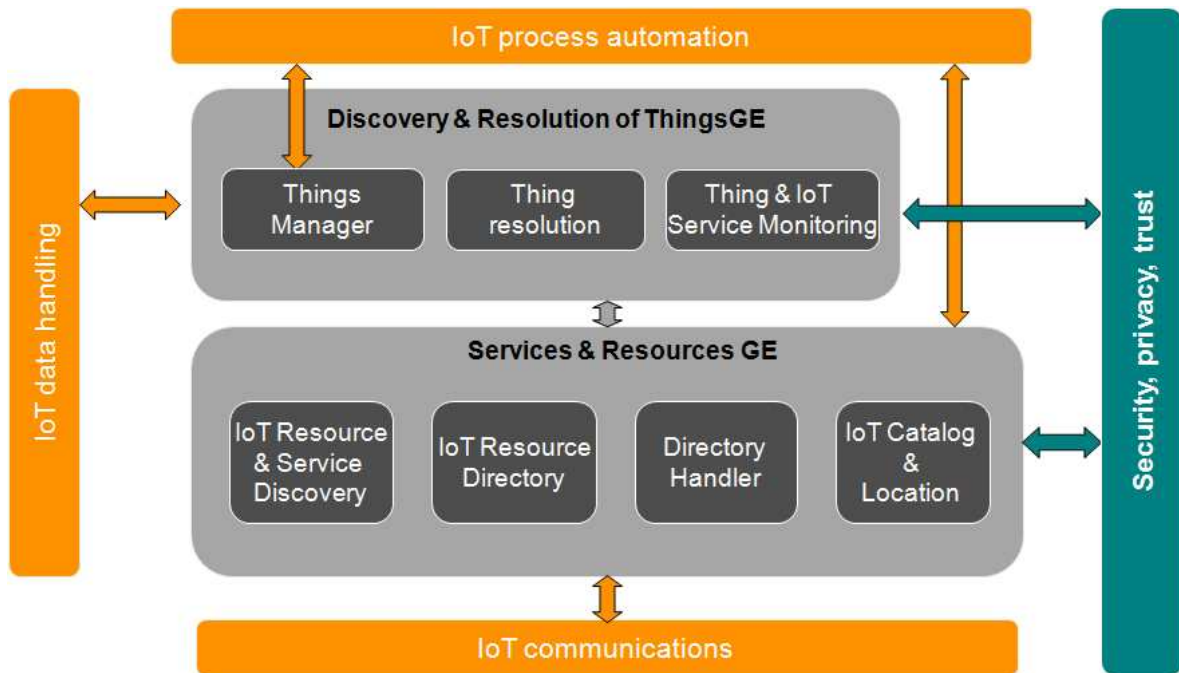 IoT process automation
Discovery & Resolution of ThingsGE
Things
Manager
Thing
resolution
Thing & IoT
Service Monitoring
IoT data handling
Security, privacy, trust
Services & Resources GE
IoT Resource
& Service
Discovery
IoT Resource
Directory
Directory
Handler
IoT Catalog
&
Location
IoT communications